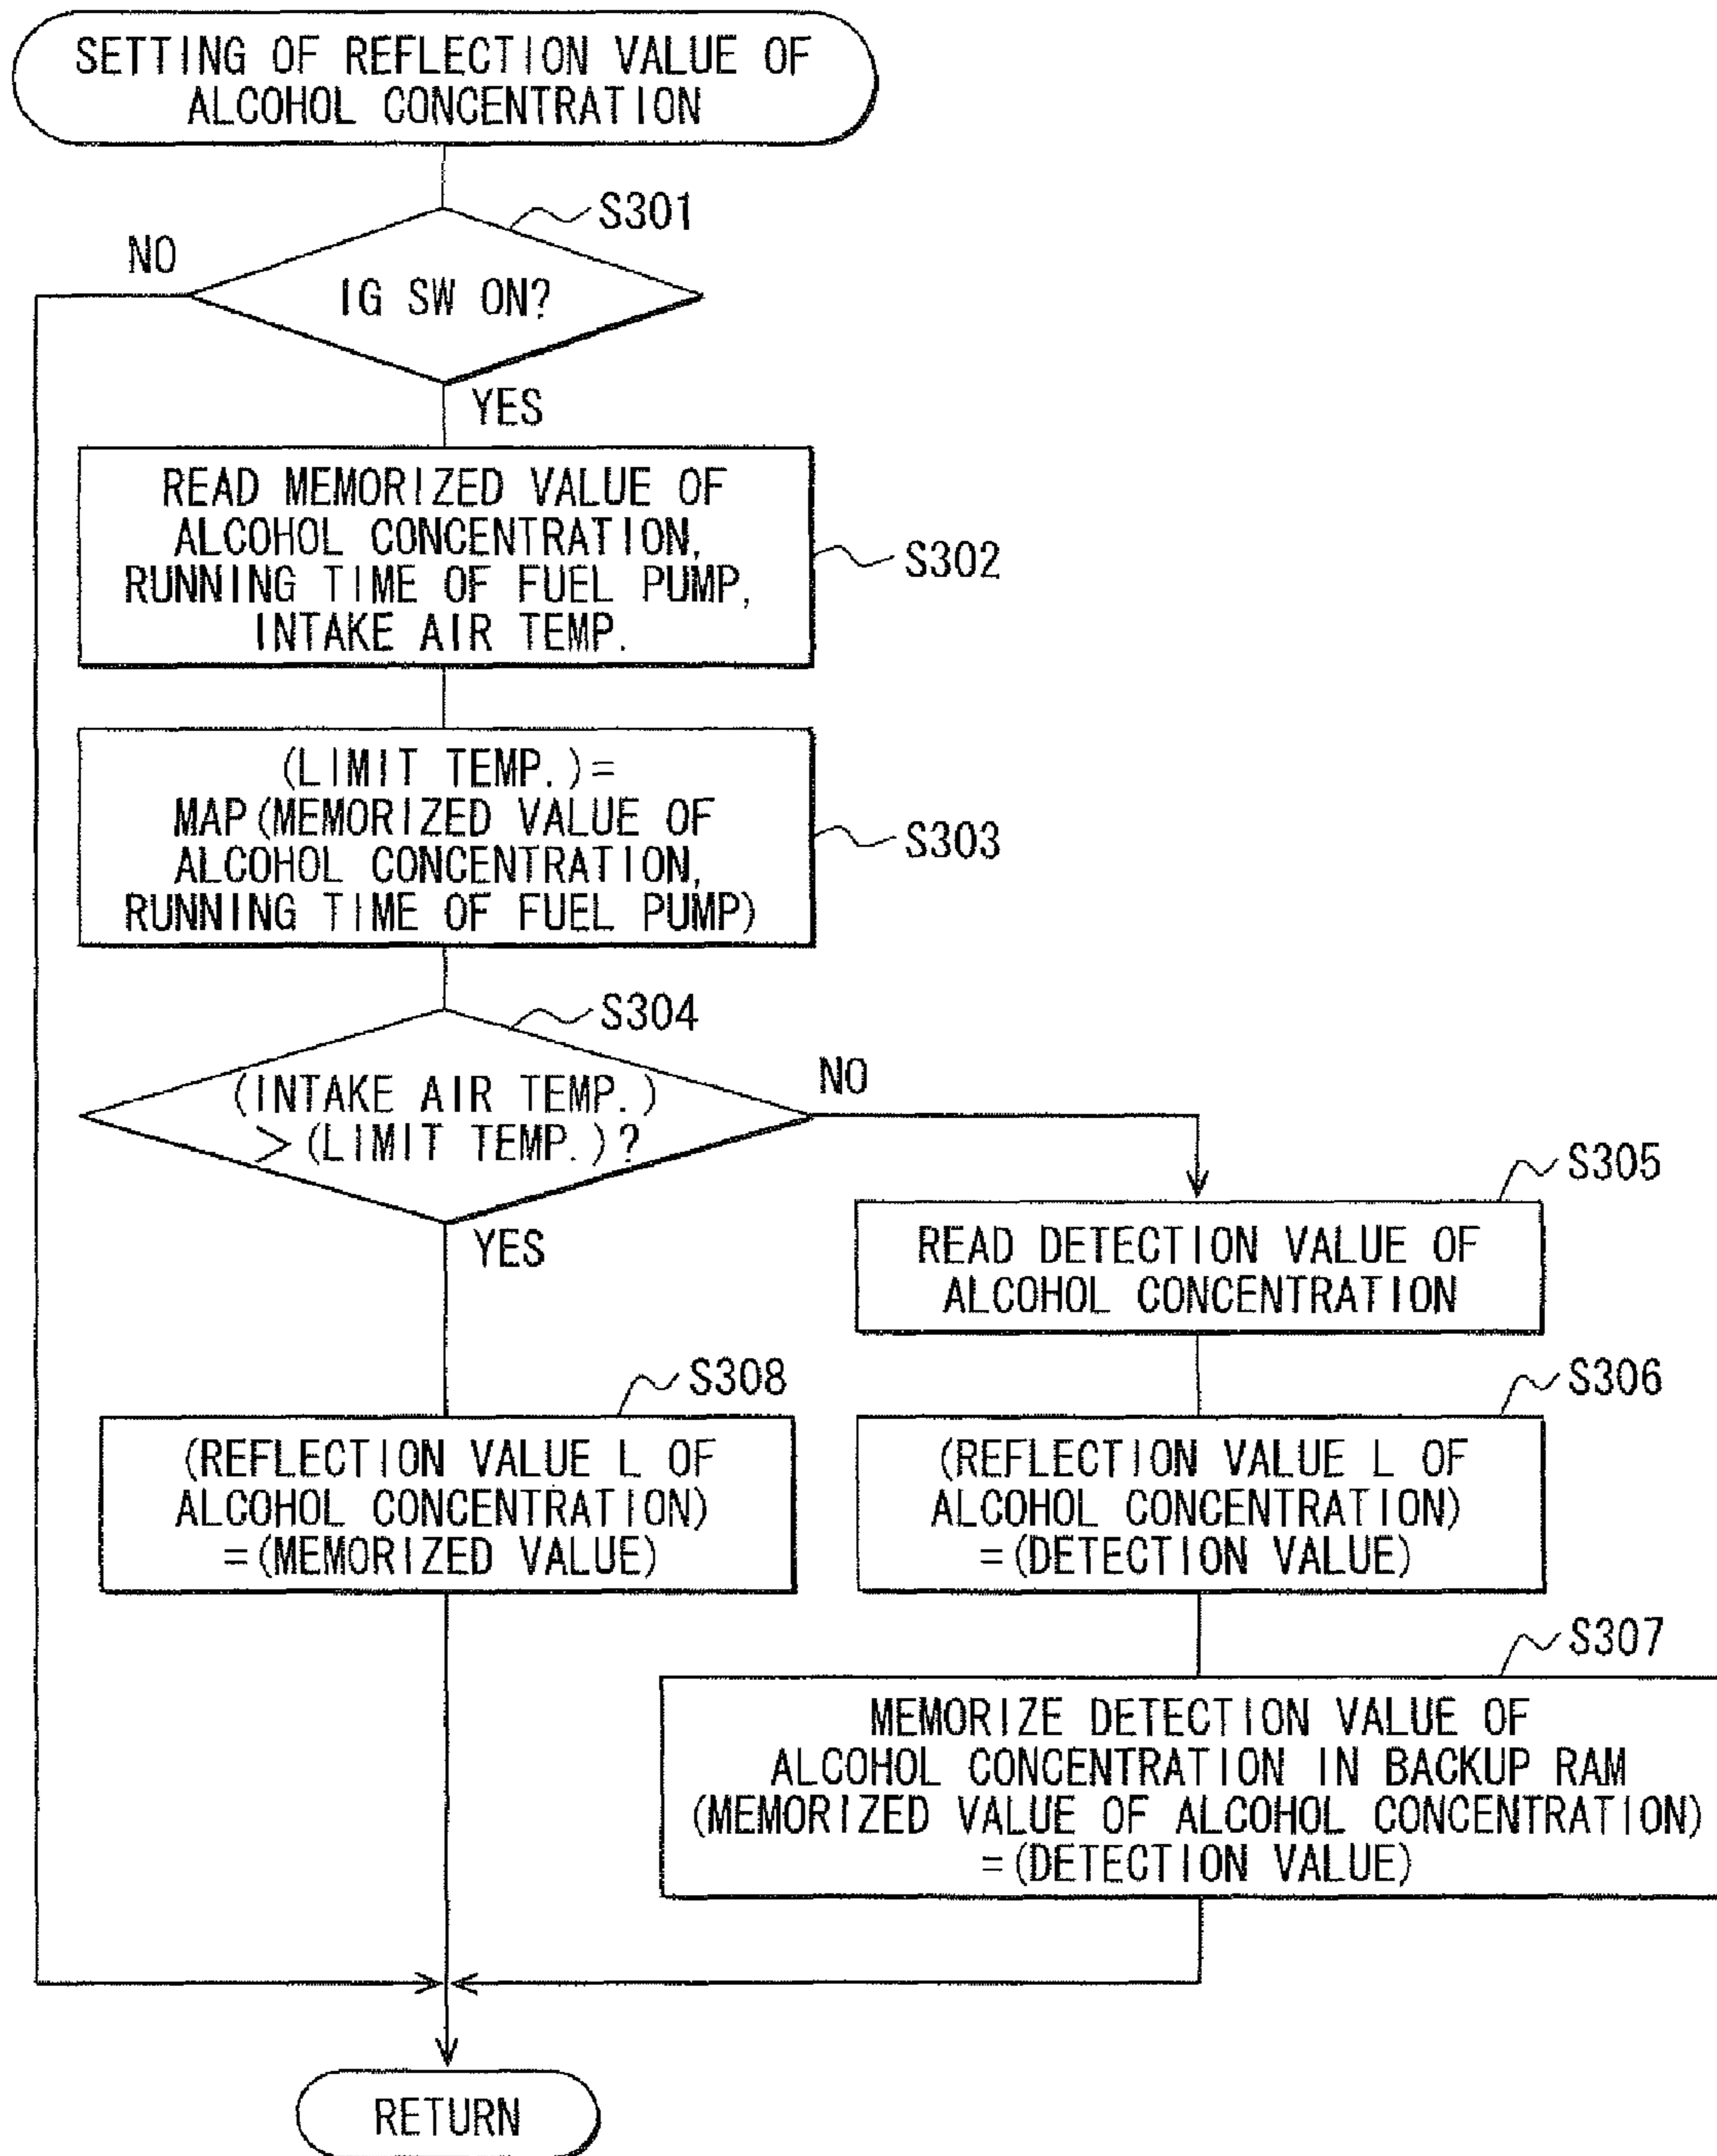 SETTING OF REFLECTION VALUE OF
ALCOHOL CONCENTRATION
S301
NO
IG SW ON?
YES
READ MEMORIZED VALUE OF
ALCOHOL CONCENTRATION,
RUNNING TIME OF FUEL PUMP,
INTAKE AIR TEMP.
S302
(LIMIT TEMP.)=
MAP(MEMORIZED VALUE OF
ALCOHOL CONCENTRATION,
RUNNING TIME OF FUEL PUMP)
S303
S304
(INTAKE AIR TEMP.)
>(LIMIT TEMP.)?
NO
YES
S305
READ DETECTION VALUE OF
ALCOHOL CONCENTRATION
S308
(REFLECTION VALUE L OF
ALCOHOL CONCENTRATION)
=(MEMORIZED VALUE)
S306
(REFLECTION VALUE L OF
ALCOHOL CONCENTRATION)
=(DETECTION VALUE)
S307
MEMORIZE DETECTION VALUE OF
ALCOHOL CONCENTRATION IN BACKUP RAM
(MEMORIZED VALUE OF ALCOHOL CONCENTRATION)
=(DETECTION VALUE)
RETURN